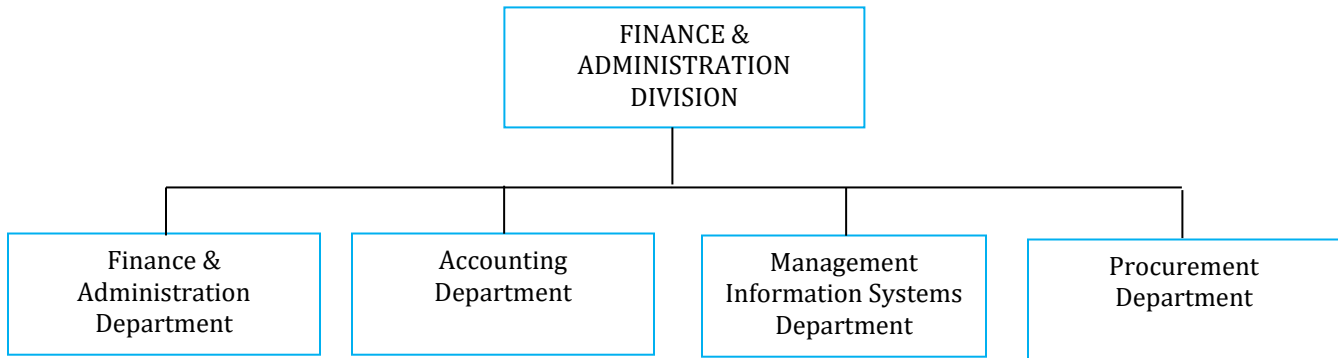 FINANCE &
ADMINISTRATION
DIVISION
Finance &
Administration
Department
Accounting
Department
Management
Information Systems
Department
Procurement
Department